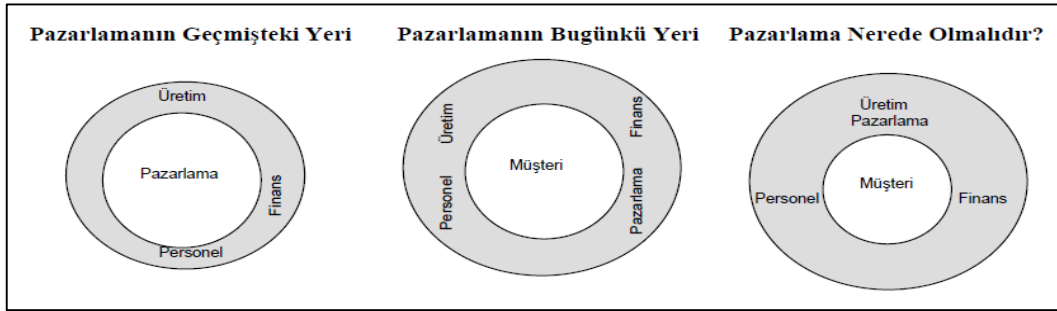 Pazarlamanın Geçmişteki Yeri
Üretim
Pazarlama
Finans
Personel
Pazarlamanın Bugünkü Yeri
Üretim
Finans
Müşteri
Personel
Pazarlama
Pazarlama Nerede Olmalıdır?
Üretim
Pazarlama
Müşteri
Personel
Finans